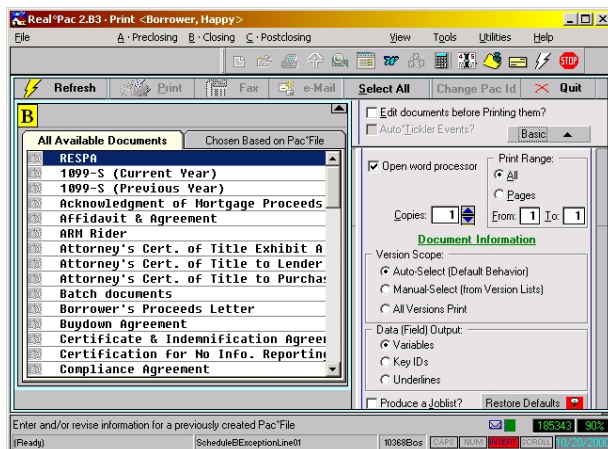 Real°Pac 2.B3 · Print <Borrower, Happy>
File A · Preclosing B · Closing C · Postclosing View Tools Utilities Help
STOP
Refresh Print Fax e-Mail Select All Change Pac Id Quit
B
All Available Documents Chosen Based on Pac*File
RESPA
1099-S (Current Year)
1099-S (Previous Year)
Acknowledgment of Mortgage Proceeds
Affidavit & Agreement
ARM Rider
Attorney's Cert. of Title Exhibit A
Attorney's Cert. of Title to Lender
Attorney's Cert. of Title to Purchas
Batch documents
Borrower's Proceeds Letter
Buydown Agreement
Certificate & Indemnification Agreem
Certification for No Info. Reporting
Compliance Agreement
Edit documents before Printing them?
Auto*Tickler Events?
Basic
Open word processor
Print Range:
All
Pages
Copies: 1 From: 1 To: 1
Document Information
Version Scope:
Auto-Select (Default Behavior)
Manual-Select (from Version Lists)
All Versions Print
Data (Field) Output:
Variables
Key IDs
Underlines
Produce a Joblist? Restore Defaults
Enter and/or revise information for a previously created Pac*File 185343 90%
(Ready) ScheduleBExceptionLine01 10368Bos CAPS NUM INSERT SCROLL 10/20/200